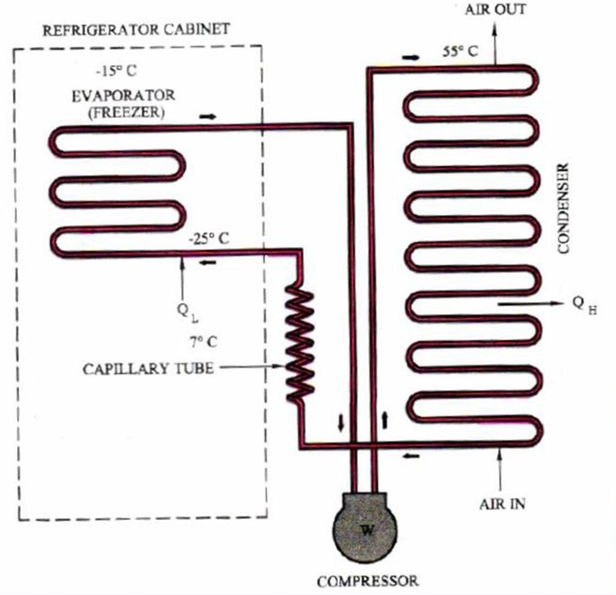 AIR OUT
REFRIGERATOR CABINET
55° C
-15° C
EVAPORATOR
(FREEZER)
CONDENSER
-25° C
Q L
Q H
7° C
CAPILLARY TUBE
AIR IN
W
COMPRESSOR